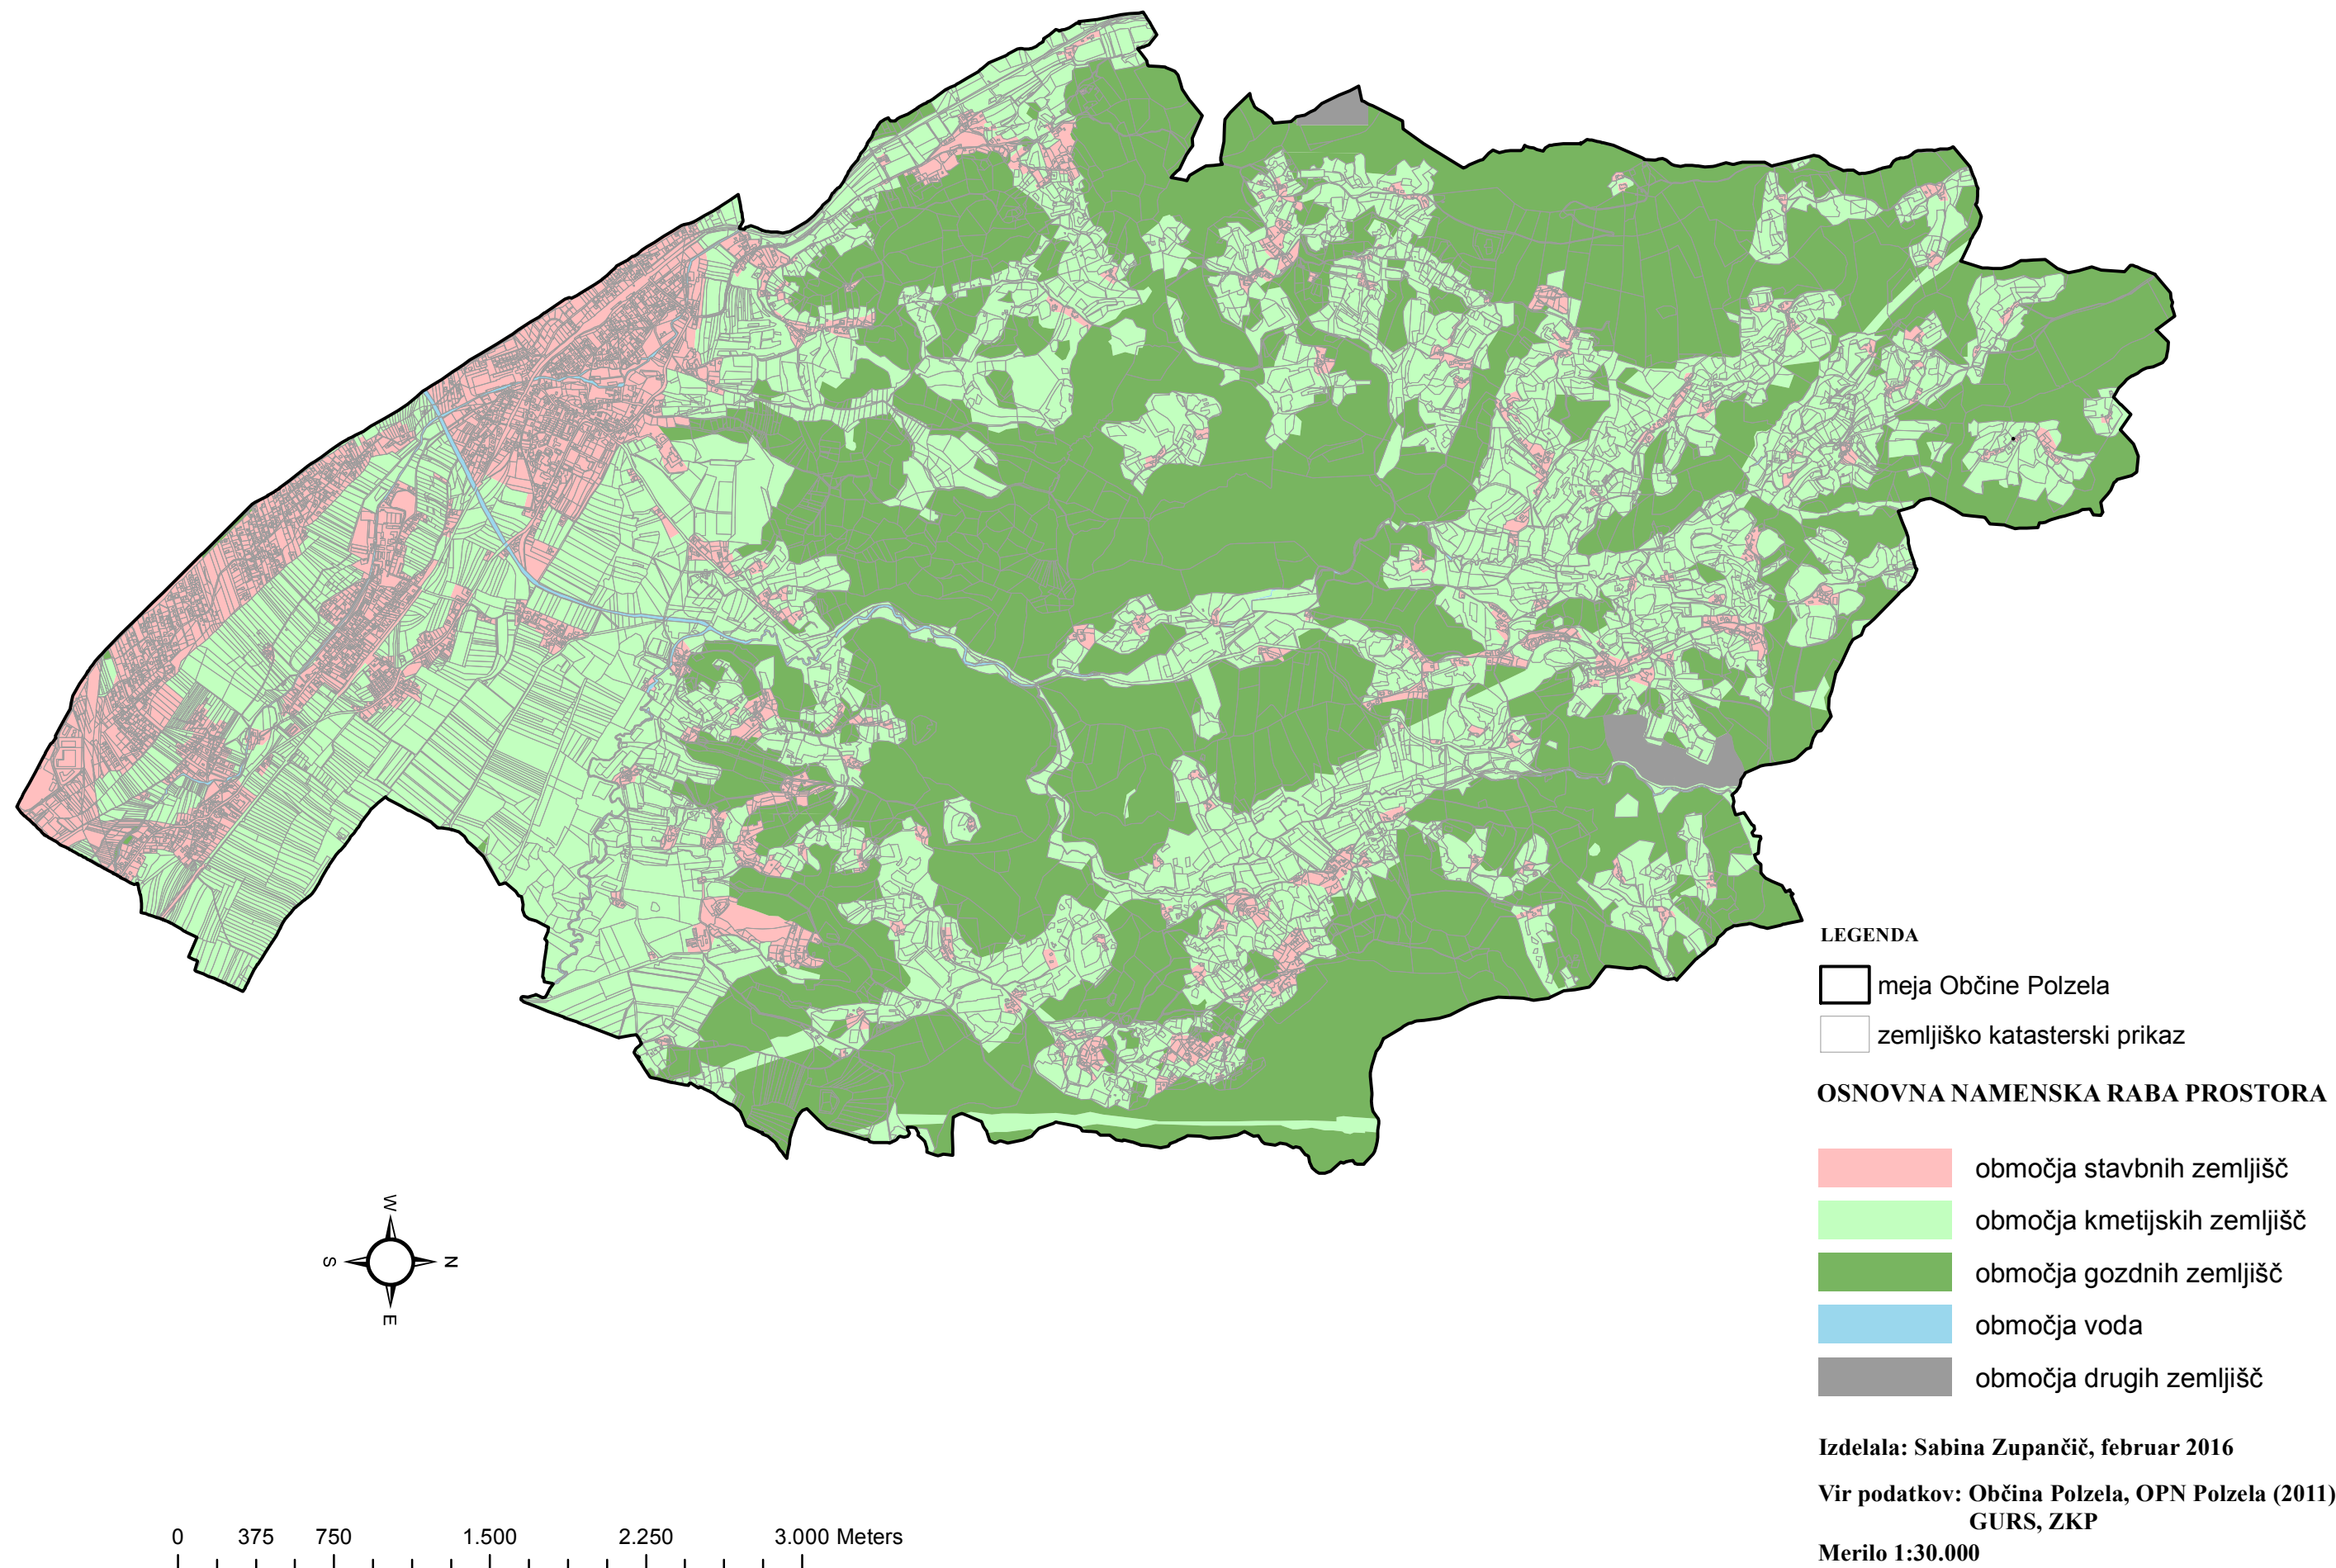 LEGENDA
meja Občine Polzela
zemljiško katasterski prikaz
OSNOVNA NAMENSKA RABA PROSTORA
območja stavbnih zemljišč
območja kmetijskih zemljišč
območja gozdnih zemljišč
območja voda
območja drugih zemljišč
Izdelala: Sabina Zupančič, februar 2016
Vir podatkov: Občina Polzela, OPN Polzela (2011)
GURS, ZKP
Merilo 1:30.000
W
S N
E
0 375 750 1.500 2.250 3.000 Meters